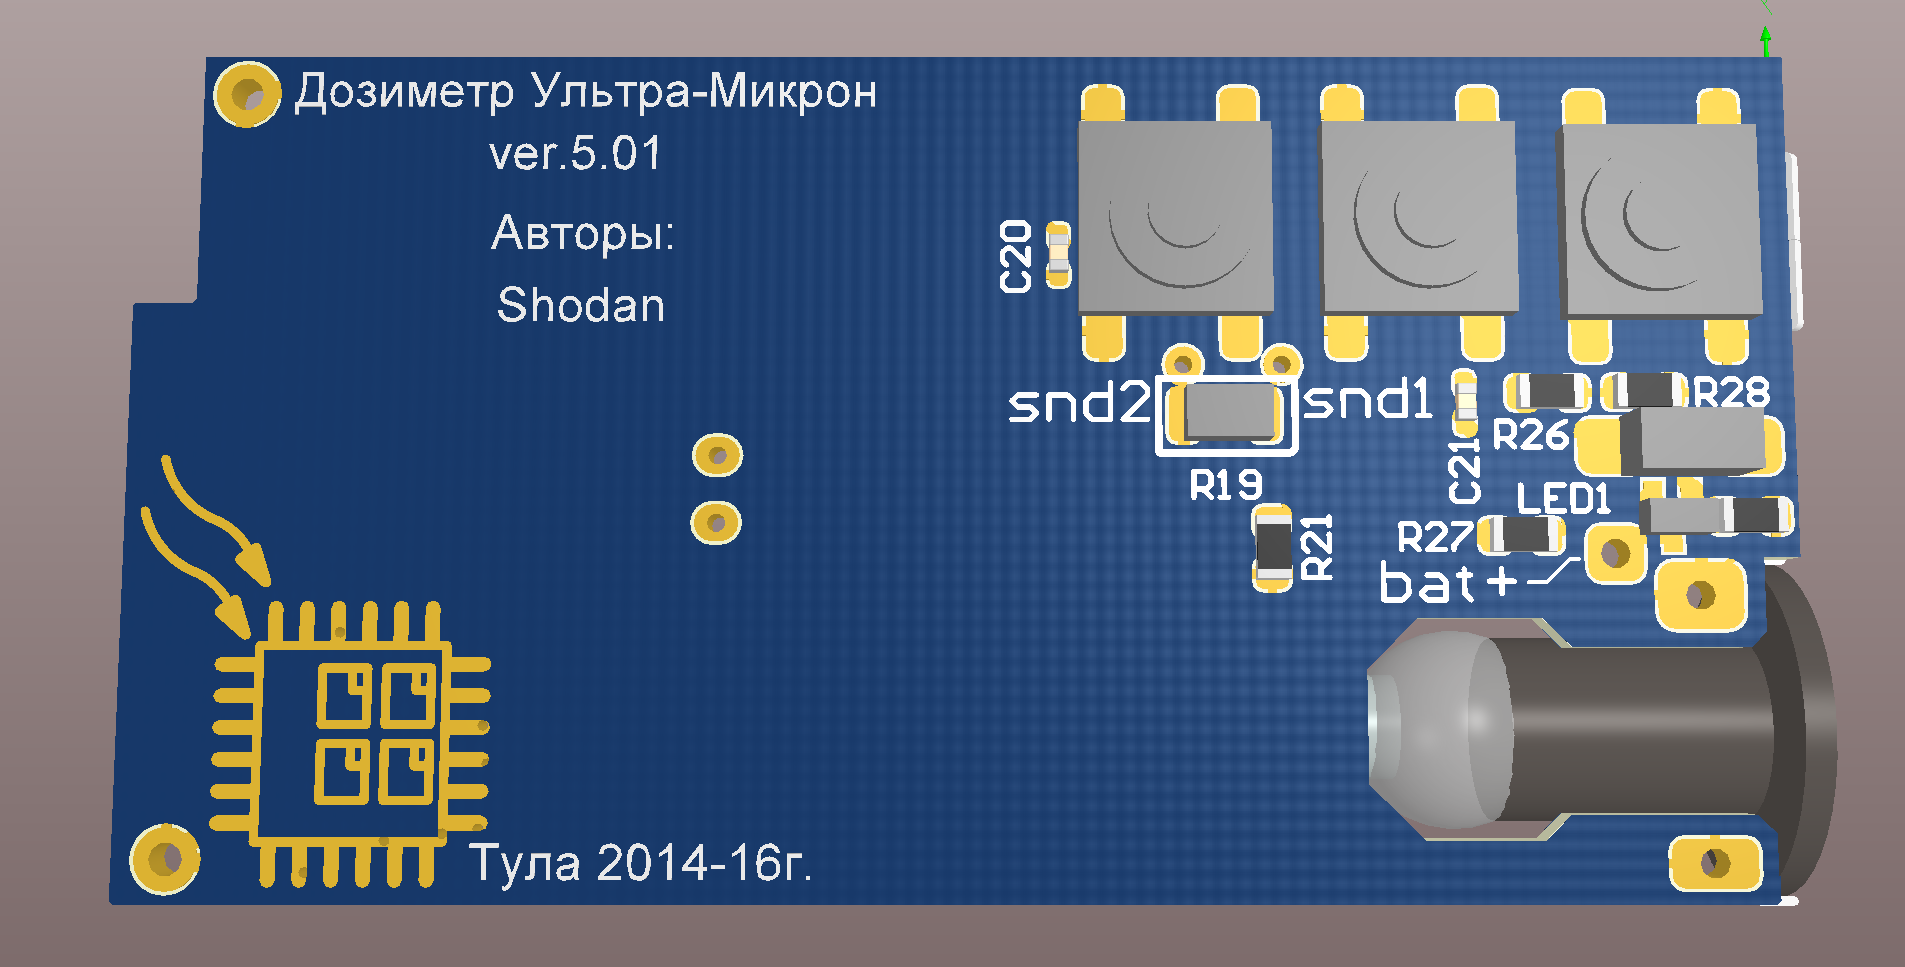 Дозиметр Ультра-Микрон
ver.5.01
Авторы:
Shodan
C20
snd2
snd1
R28
R26
C21
R19
LED1
R21
R27
bat+
Тула 2014-16г.